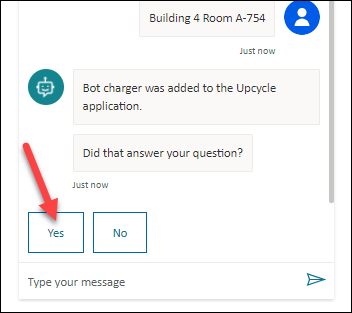 Building 4 Room A-754
Just now
Bot charger was added to the Upcycle
application.
Did that answer your question?
Just now
Yes
No
Type your message